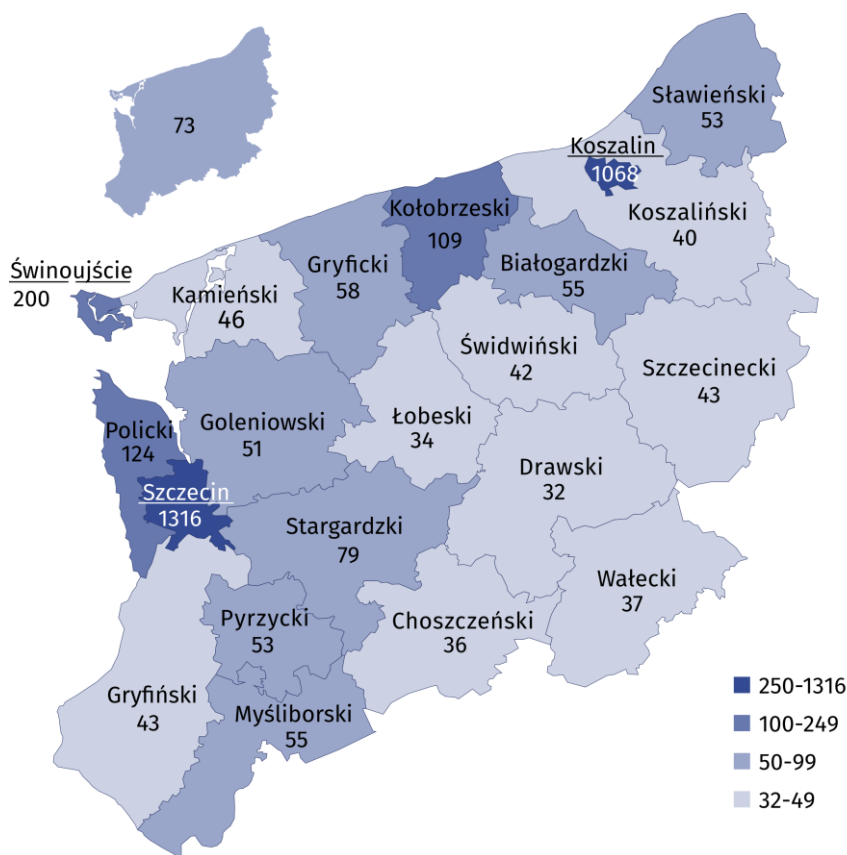 73
Sławieński
53
Koszalin
1068
Koszaliński
40
Kołobrzeski
109
Białogardzki
55
Gryficki
58
Świnoujście
200
Kamieński
46
Świdwiński
42
Szczecinecki
43
Goleniowski
51
Łobeski
34
Policki
124
Drawski
32
Szczecin
1316
Stargardzki
79
Wałecki
37
Pyrzycki
53
Choszczeński
36
Gryfiński
43
Myśliborski
55
250-1316
100-249
50-99
32-49